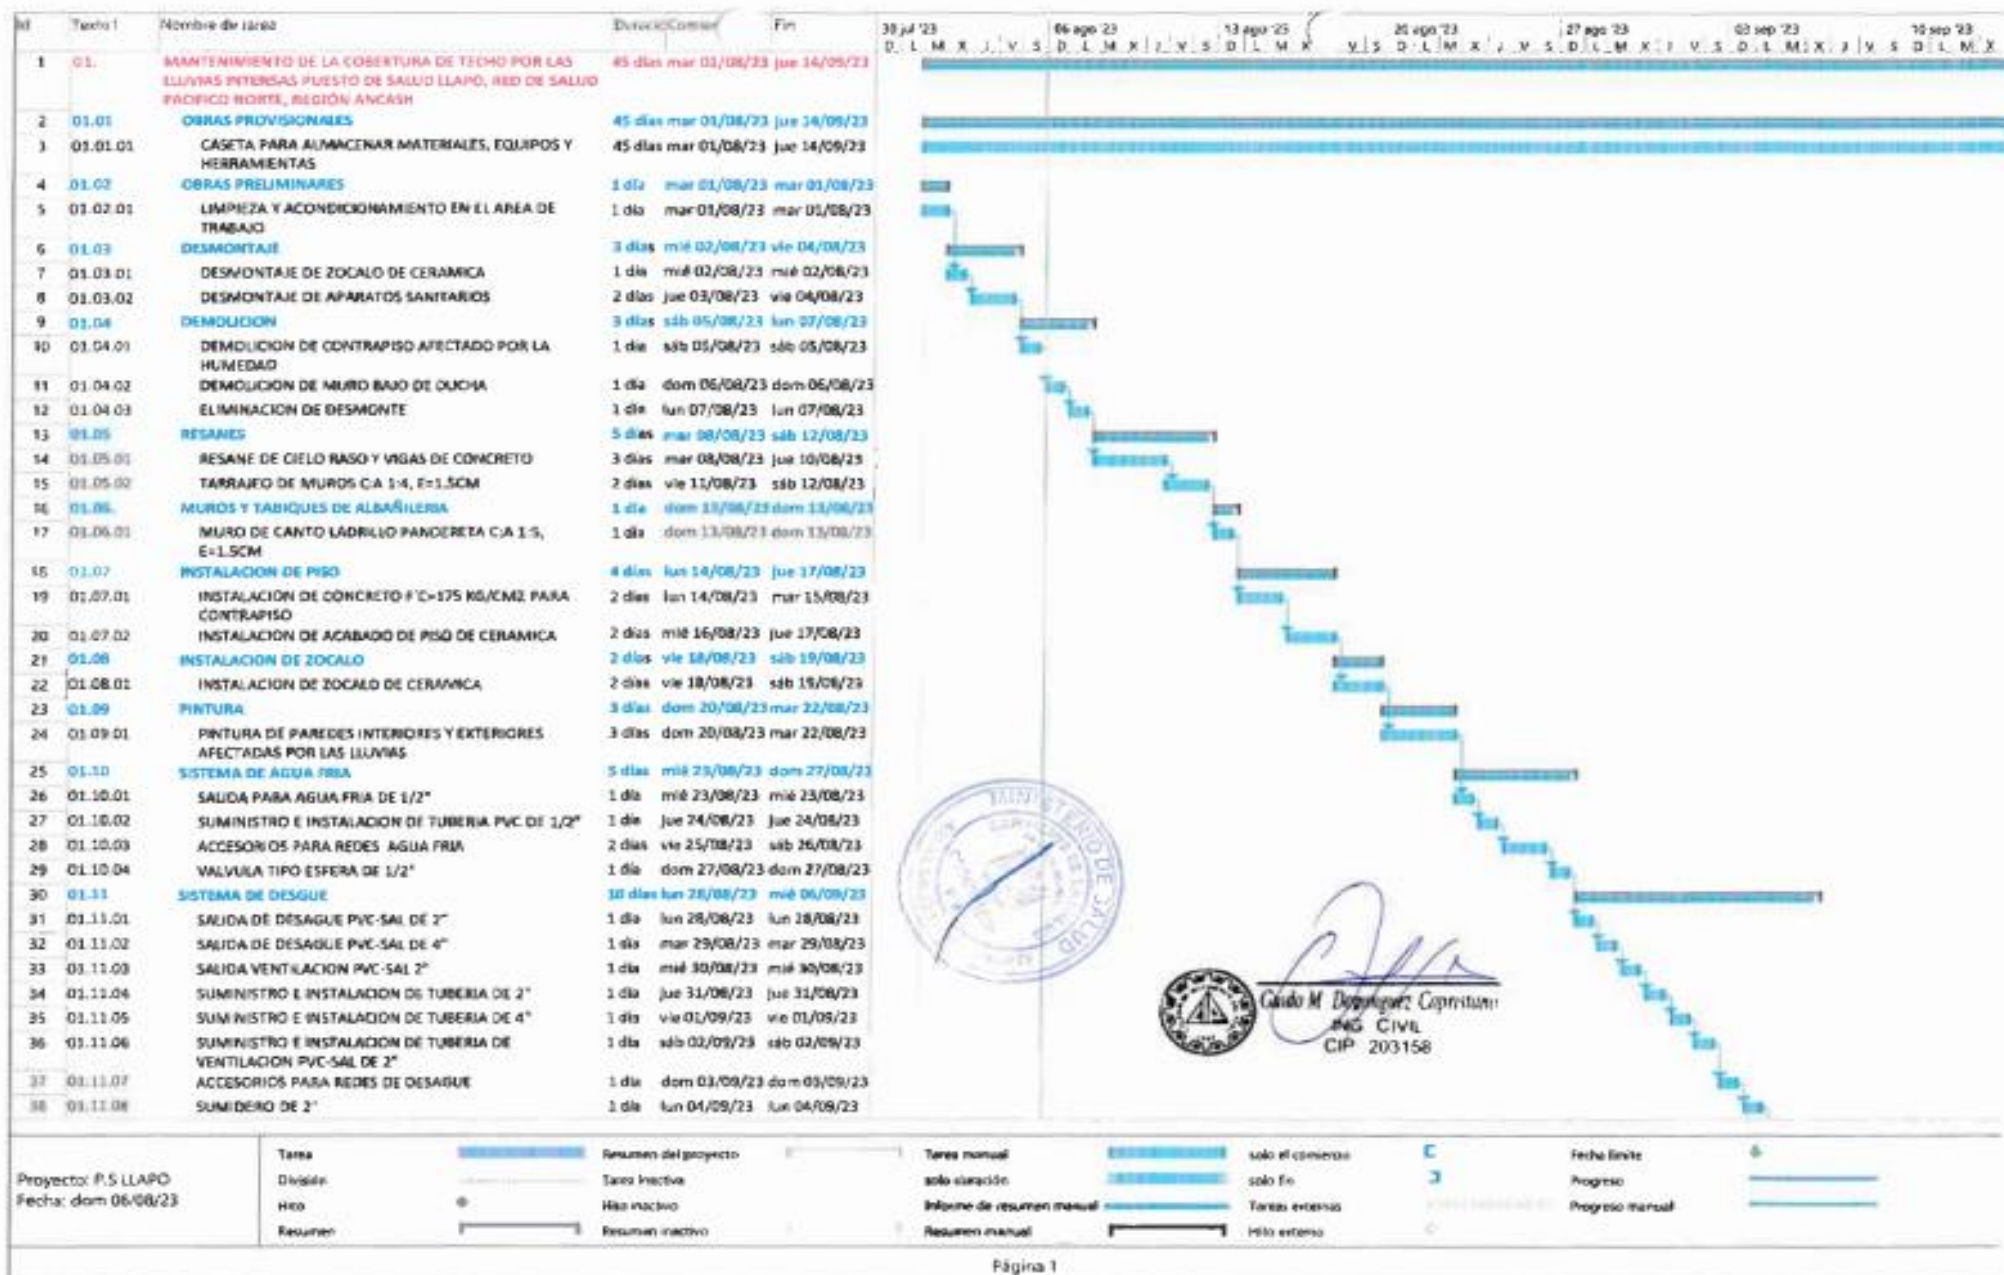 Id Texto1 Nombre de tarea Duración Comienzo Fin 30 jul '23 06 ago '23 13 ago '23 20 ago '23 27 ago '23 03 sep '23 10 sep '23
D L M X J V S D L M X J V S D L M X V S D L M X J V S D L M X J V S D L M X J V S D L M X
1 01. MANTENIMIENTO DE LA COBERTURA DE TECHO POR LAS 45 días mar 01/08/23 jue 14/09/23
LLUVIAS INTENSAS PUESTO DE SALUD LLAPO, RED DE SALUD
PACIFICO NORTE, REGIÓN ANCASH
2 01.01 OBRAS PROVISIONALES 45 días mar 01/08/23 jue 14/09/23
3 01.01.01 CASETA PARA ALMACENAR MATERIALES, EQUIPOS Y 45 días mar 01/08/23 jue 14/09/23
HERRAMIENTAS
4 01.02 OBRAS PRELIMINARES 1 día mar 01/08/23 mar 01/08/23
5 01.02.01 LIMPIEZA Y ACONDICIONAMIENTO EN EL AREA DE 1 día mar 01/08/23 mar 01/08/23
TRABAJO
6 01.03 DESMONTAJE 3 días mié 02/08/23 vie 04/08/23
7 01.03.01 DESMONTAJE DE ZOCALO DE CERAMICA 1 día mié 02/08/23 mié 02/08/23
8 01.03.02 DESMONTAJE DE APARATOS SANITARIOS 2 días jue 03/08/23 vie 04/08/23
9 01.04 DEMOLICION 3 días sáb 05/08/23 lun 07/08/23
10 01.04.01 DEMOLICION DE CONTRAPISO AFECTADO POR LA 1 día sáb 05/08/23 sáb 05/08/23
HUMEDAD
11 01.04.02 DEMOLICION DE MURO BAJO DE DUCHA 1 día dom 06/08/23 dom 06/08/23
12 01.04.03 ELIMINACION DE DESMONTE 1 día lun 07/08/23 lun 07/08/23
13 01.05 RESANES 5 días mar 08/08/23 sáb 12/08/23
14 01.05.01 RESANE DE CIELO RASO Y VIGAS DE CONCRETO 3 días mar 08/08/23 jue 10/08/23
15 01.05.02 TARRAJEO DE MUROS C:A 1:4, E=1.5CM 2 días vie 11/08/23 sáb 12/08/23
16 01.06. MUROS Y TABIQUES DE ALBAÑILERIA 1 día dom 13/08/23 dom 13/08/23
17 01.06.01 MURO DE CANTO LADRILLO PANDERETA C:A 1:5, 1 día dom 13/08/23 dom 13/08/23
E=1.5CM
18 01.07 INSTALACION DE PISO 4 días lun 14/08/23 jue 17/08/23
19 01.07.01 INSTALACION DE CONCRETO F'C=175 KG/CM2 PARA 2 días lun 14/08/23 mar 15/08/23
CONTRAPISO
20 01.07.02 INSTALACION DE ACABADO DE PISO DE CERAMICA 2 días mié 16/08/23 jue 17/08/23
21 01.08 INSTALACION DE ZOCALO 2 días vie 18/08/23 sáb 19/08/23
22 01.08.01 INSTALACION DE ZOCALO DE CERAMICA 2 días vie 18/08/23 sáb 19/08/23
23 01.09 PINTURA 3 días dom 20/08/23 mar 22/08/23
24 01.09.01 PINTURA DE PAREDES INTERIORES Y EXTERIORES 3 días dom 20/08/23 mar 22/08/23
AFECTADAS POR LAS LLUVIAS
25 01.10 SISTEMA DE AGUA FRIA 5 días mié 23/08/23 dom 27/08/23
26 01.10.01 SALIDA PARA AGUA FRIA DE 1/2" 1 día mié 23/08/23 mié 23/08/23
27 01.10.02 SUMINISTRO E INSTALACION DE TUBERIA PVC DE 1/2" 1 día jue 24/08/23 jue 24/08/23
28 01.10.03 ACCESORIOS PARA REDES AGUA FRIA 2 días vie 25/08/23 sáb 26/08/23
29 01.10.04 VALVULA TIPO ESFERA DE 1/2" 1 día dom 27/08/23 dom 27/08/23
30 01.11 SISTEMA DE DESGUE 10 días lun 28/08/23 mié 06/09/23
31 01.11.01 SALIDA DE DESAGUE PVC-SAL DE 2" 1 día lun 28/08/23 lun 28/08/23
32 01.11.02 SALIDA DE DESAGUE PVC-SAL DE 4" 1 día mar 29/08/23 mar 29/08/23
33 01.11.03 SALIDA VENTILACION PVC-SAL 2" 1 día mié 30/08/23 mié 30/08/23
34 01.11.04 SUMINISTRO E INSTALACION DE TUBERIA DE 2" 1 día jue 31/08/23 jue 31/08/23
35 01.11.05 SUMINISTRO E INSTALACION DE TUBERIA DE 4" 1 día vie 01/09/23 vie 01/09/23
36 01.11.06 SUMINISTRO E INSTALACION DE TUBERIA DE 1 día sáb 02/09/23 sáb 02/09/23
VENTILACION PVC-SAL DE 2"
37 01.11.07 ACCESORIOS PARA REDES DE DESAGUE 1 día dom 03/09/23 dom 03/09/23
38 01.11.08 SUMIDERO DE 2" 1 día lun 04/09/23 lun 04/09/23
MINISTERIO DE SALUD
Guido M. Dominguez
ING CIVIL
CIP 203158
Proyecto: P.S LLAPO
Fecha: dom 06/08/23
Tarea Resumen del proyecto Tarea manual solo el comienzo Fecha límite
División Tarea inactiva solo duración solo fin Progreso
Hito Hito inactivo Informe de resumen manual Tareas externas Progreso manual
Resumen Resumen inactivo Resumen manual Hito externo
Página 1